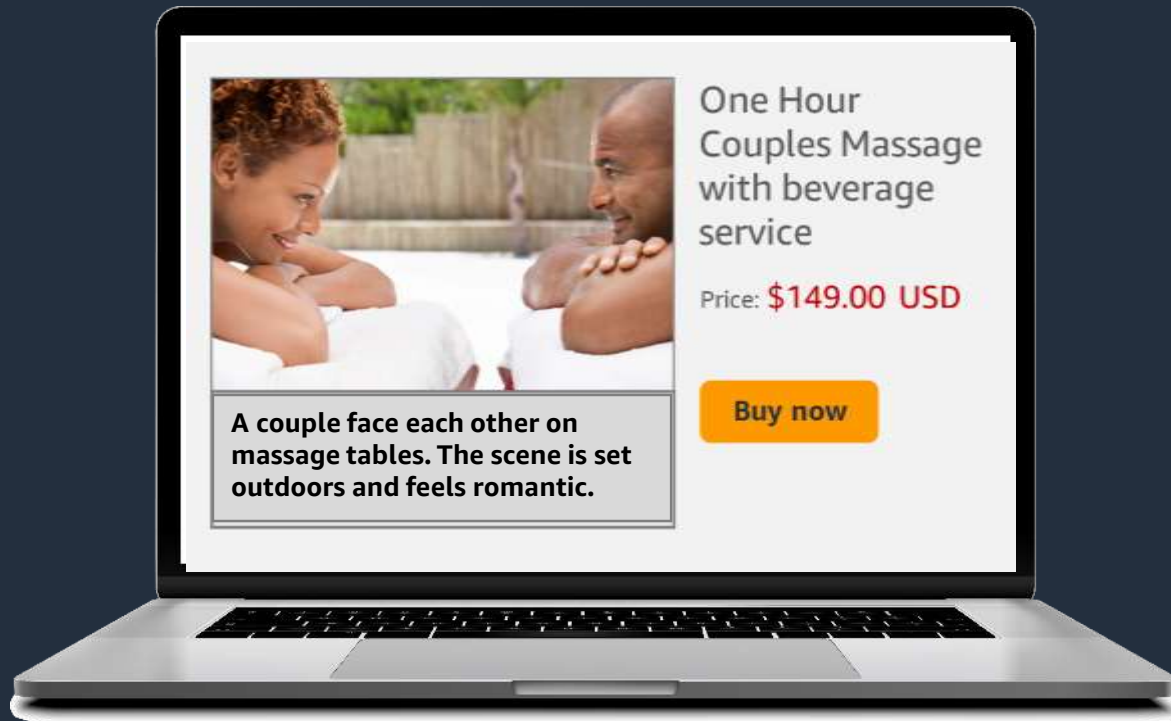 One Hour
Couples Massage
with beverage
service
Price: $149.00 USD
Buy now
A couple face each other on
massage tables. The scene is set
outdoors and feels romantic.